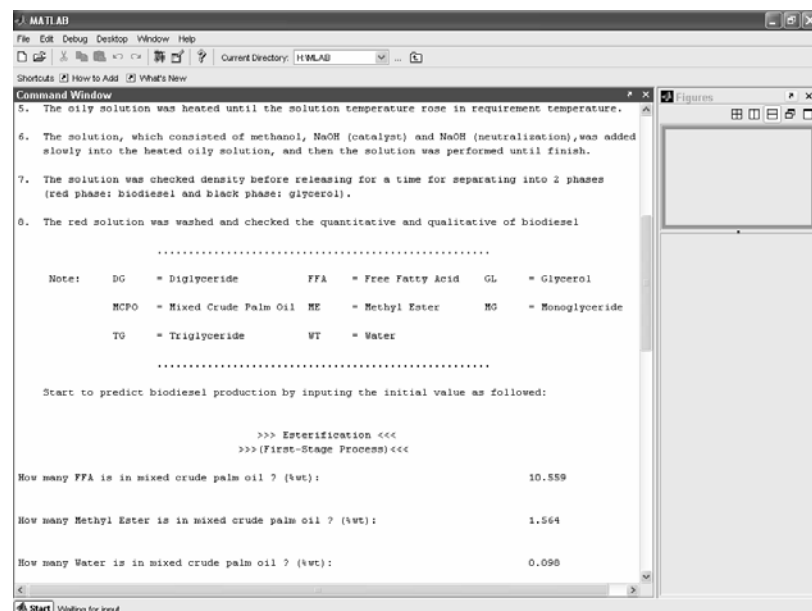 MATLAB
File Edit Debug Desktop Window Help
Current Directory: H:\MLAB
Shortcuts How to Add What's New
Command Window
Figures
5. The oily solution was heated until the solution temperature rose in requirement temperature.
6. The solution, which consisted of methanol, NaOH (catalyst) and NaOH (neutralization),was added
slowly into the heated oily solution, and then the solution was performed until finish.
7. The solution was checked density before releasing for a time for separating into 2 phases
(red phase: biodiesel and black phase: glycerol).
8. The red solution was washed and checked the quantitative and qualitative of biodiesel
.....................................................
Note: DG = Diglyceride FFA = Free Fatty Acid GL = Glycerol
MCPO = Mixed Crude Palm Oil ME = Methyl Ester MG = Monoglyceride
TG = Triglyceride WT = Water
.....................................................
Start to predict biodiesel production by inputing the initial value as followed:
>>> Esterification <<<
>>>(First-Stage Process)<<<
How many FFA is in mixed crude palm oil ? (%wt): 10.559
How many Methyl Ester is in mixed crude palm oil ? (%wt): 1.564
How many Water is in mixed crude palm oil ? (%wt): 0.098
Start Waiting for input